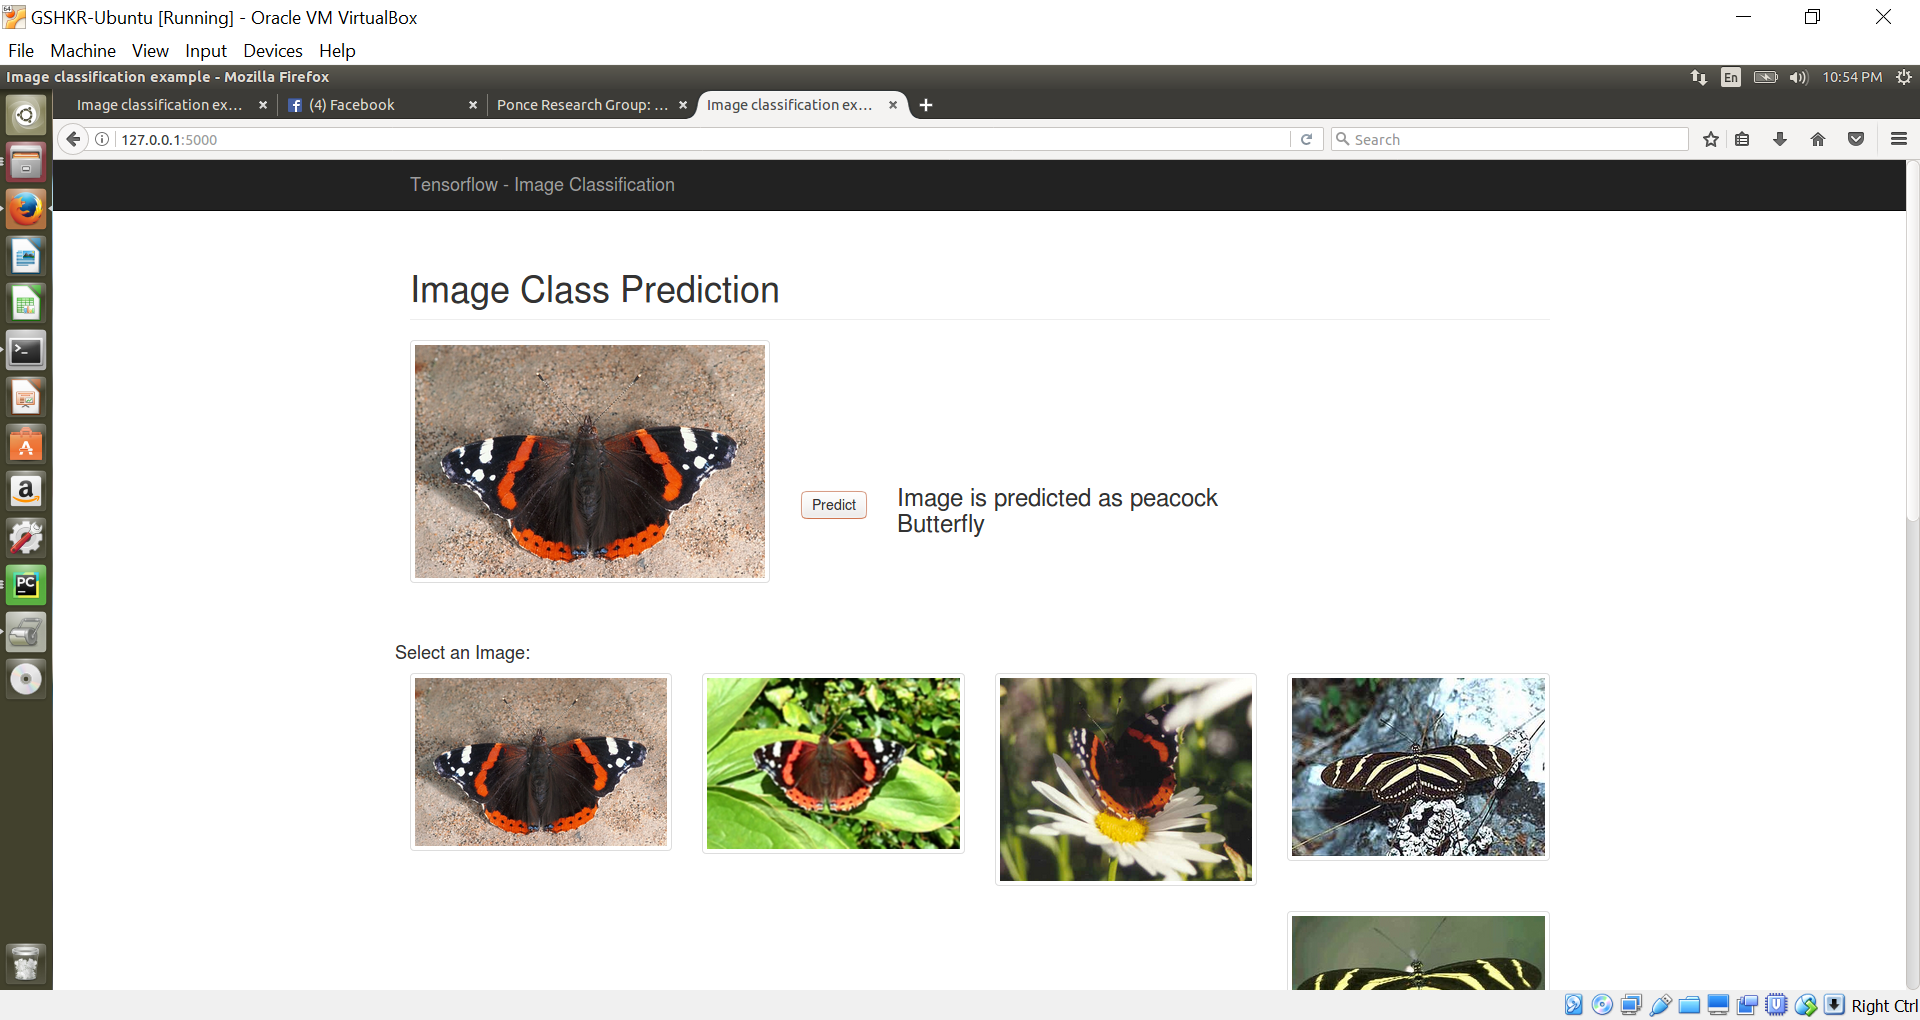 GSHKR-Ubuntu [Running] - Oracle VM VirtualBox
File Machine View Input Devices Help
Image classification example - Mozilla Firefox
En
10:54 PM
Image classification ex...
(4) Facebook
Ponce Research Group: ...
Image classification ex...
127.0.0.1:5000
Search
Tensorflow - Image Classification
Image Class Prediction
Predict
Image is predicted as peacock
Butterfly
Select an Image:
PC
Right Ctrl